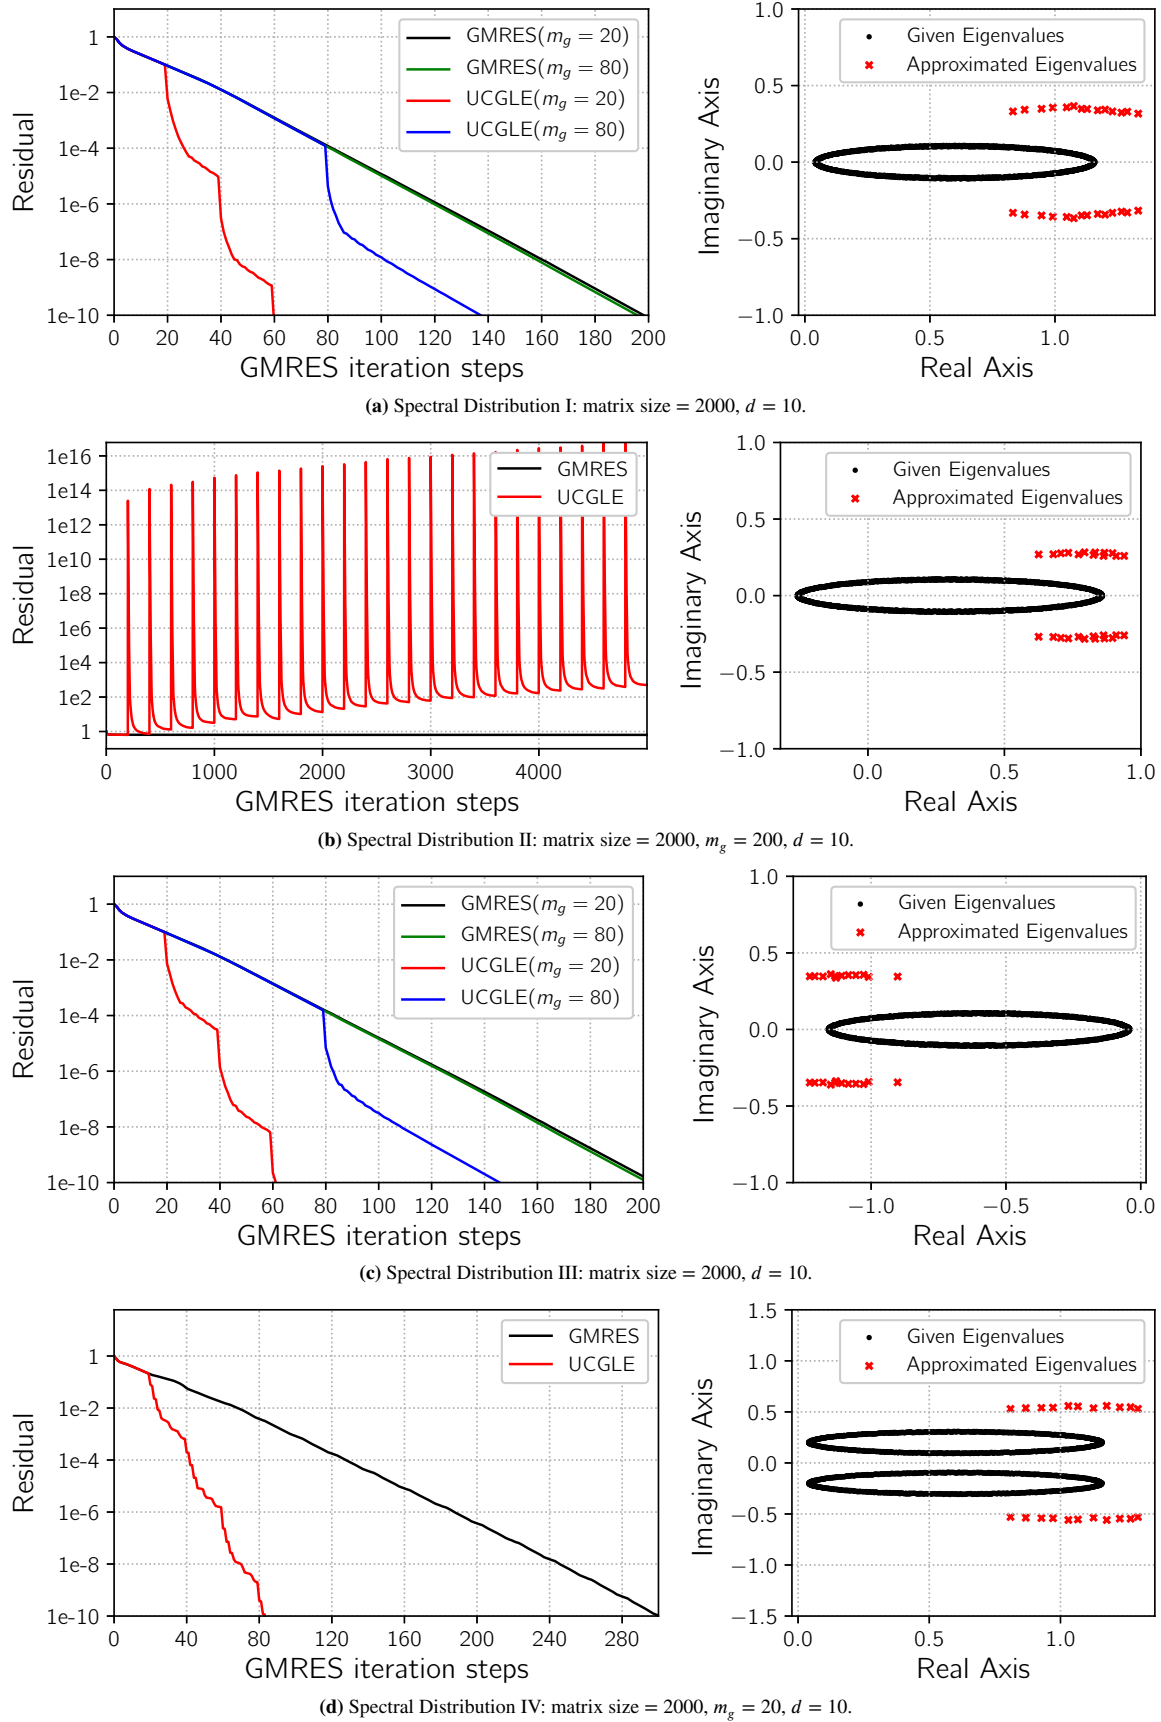 1
1e-2
1e-4
1e-6
1e-8
1e-10
Residual
0 20 40 60 80 100 120 140 160 180 200
GMRES iteration steps
GMRES(m_g = 20)
GMRES(m_g = 80)
UCGLE(m_g = 20)
UCGLE(m_g = 80)
1.0
0.5
0.0
−0.5
−1.0
Imaginary Axis
0.0 0.5 1.0
Real Axis
Given Eigenvalues
Approximated Eigenvalues
(a) Spectral Distribution I: matrix size = 2000, d = 10.
1e16
1e14
1e12
1e10
1e8
1e6
1e4
1e2
1
Residual
0 1000 2000 3000 4000
GMRES iteration steps
GMRES
UCGLE
1.0
0.5
0.0
−0.5
−1.0
Imaginary Axis
0.0 0.5 1.0
Real Axis
Given Eigenvalues
Approximated Eigenvalues
(b) Spectral Distribution II: matrix size = 2000, m_g = 200, d = 10.
1
1e-2
1e-4
1e-6
1e-8
1e-10
Residual
0 20 40 60 80 100 120 140 160 180 200
GMRES iteration steps
GMRES(m_g = 20)
GMRES(m_g = 80)
UCGLE(m_g = 20)
UCGLE(m_g = 80)
1.0
0.5
0.0
−0.5
−1.0
Imaginary Axis
−1.0 −0.5 0.0
Real Axis
Given Eigenvalues
Approximated Eigenvalues
(c) Spectral Distribution III: matrix size = 2000, d = 10.
1
1e-2
1e-4
1e-6
1e-8
1e-10
Residual
0 40 80 120 160 200 240 280
GMRES iteration steps
GMRES
UCGLE
1.5
1.0
0.5
0.0
−0.5
−1.0
−1.5
Imaginary Axis
0.0 0.5 1.0
Real Axis
Given Eigenvalues
Approximated Eigenvalues
(d) Spectral Distribution IV: matrix size = 2000, m_g = 20, d = 10.